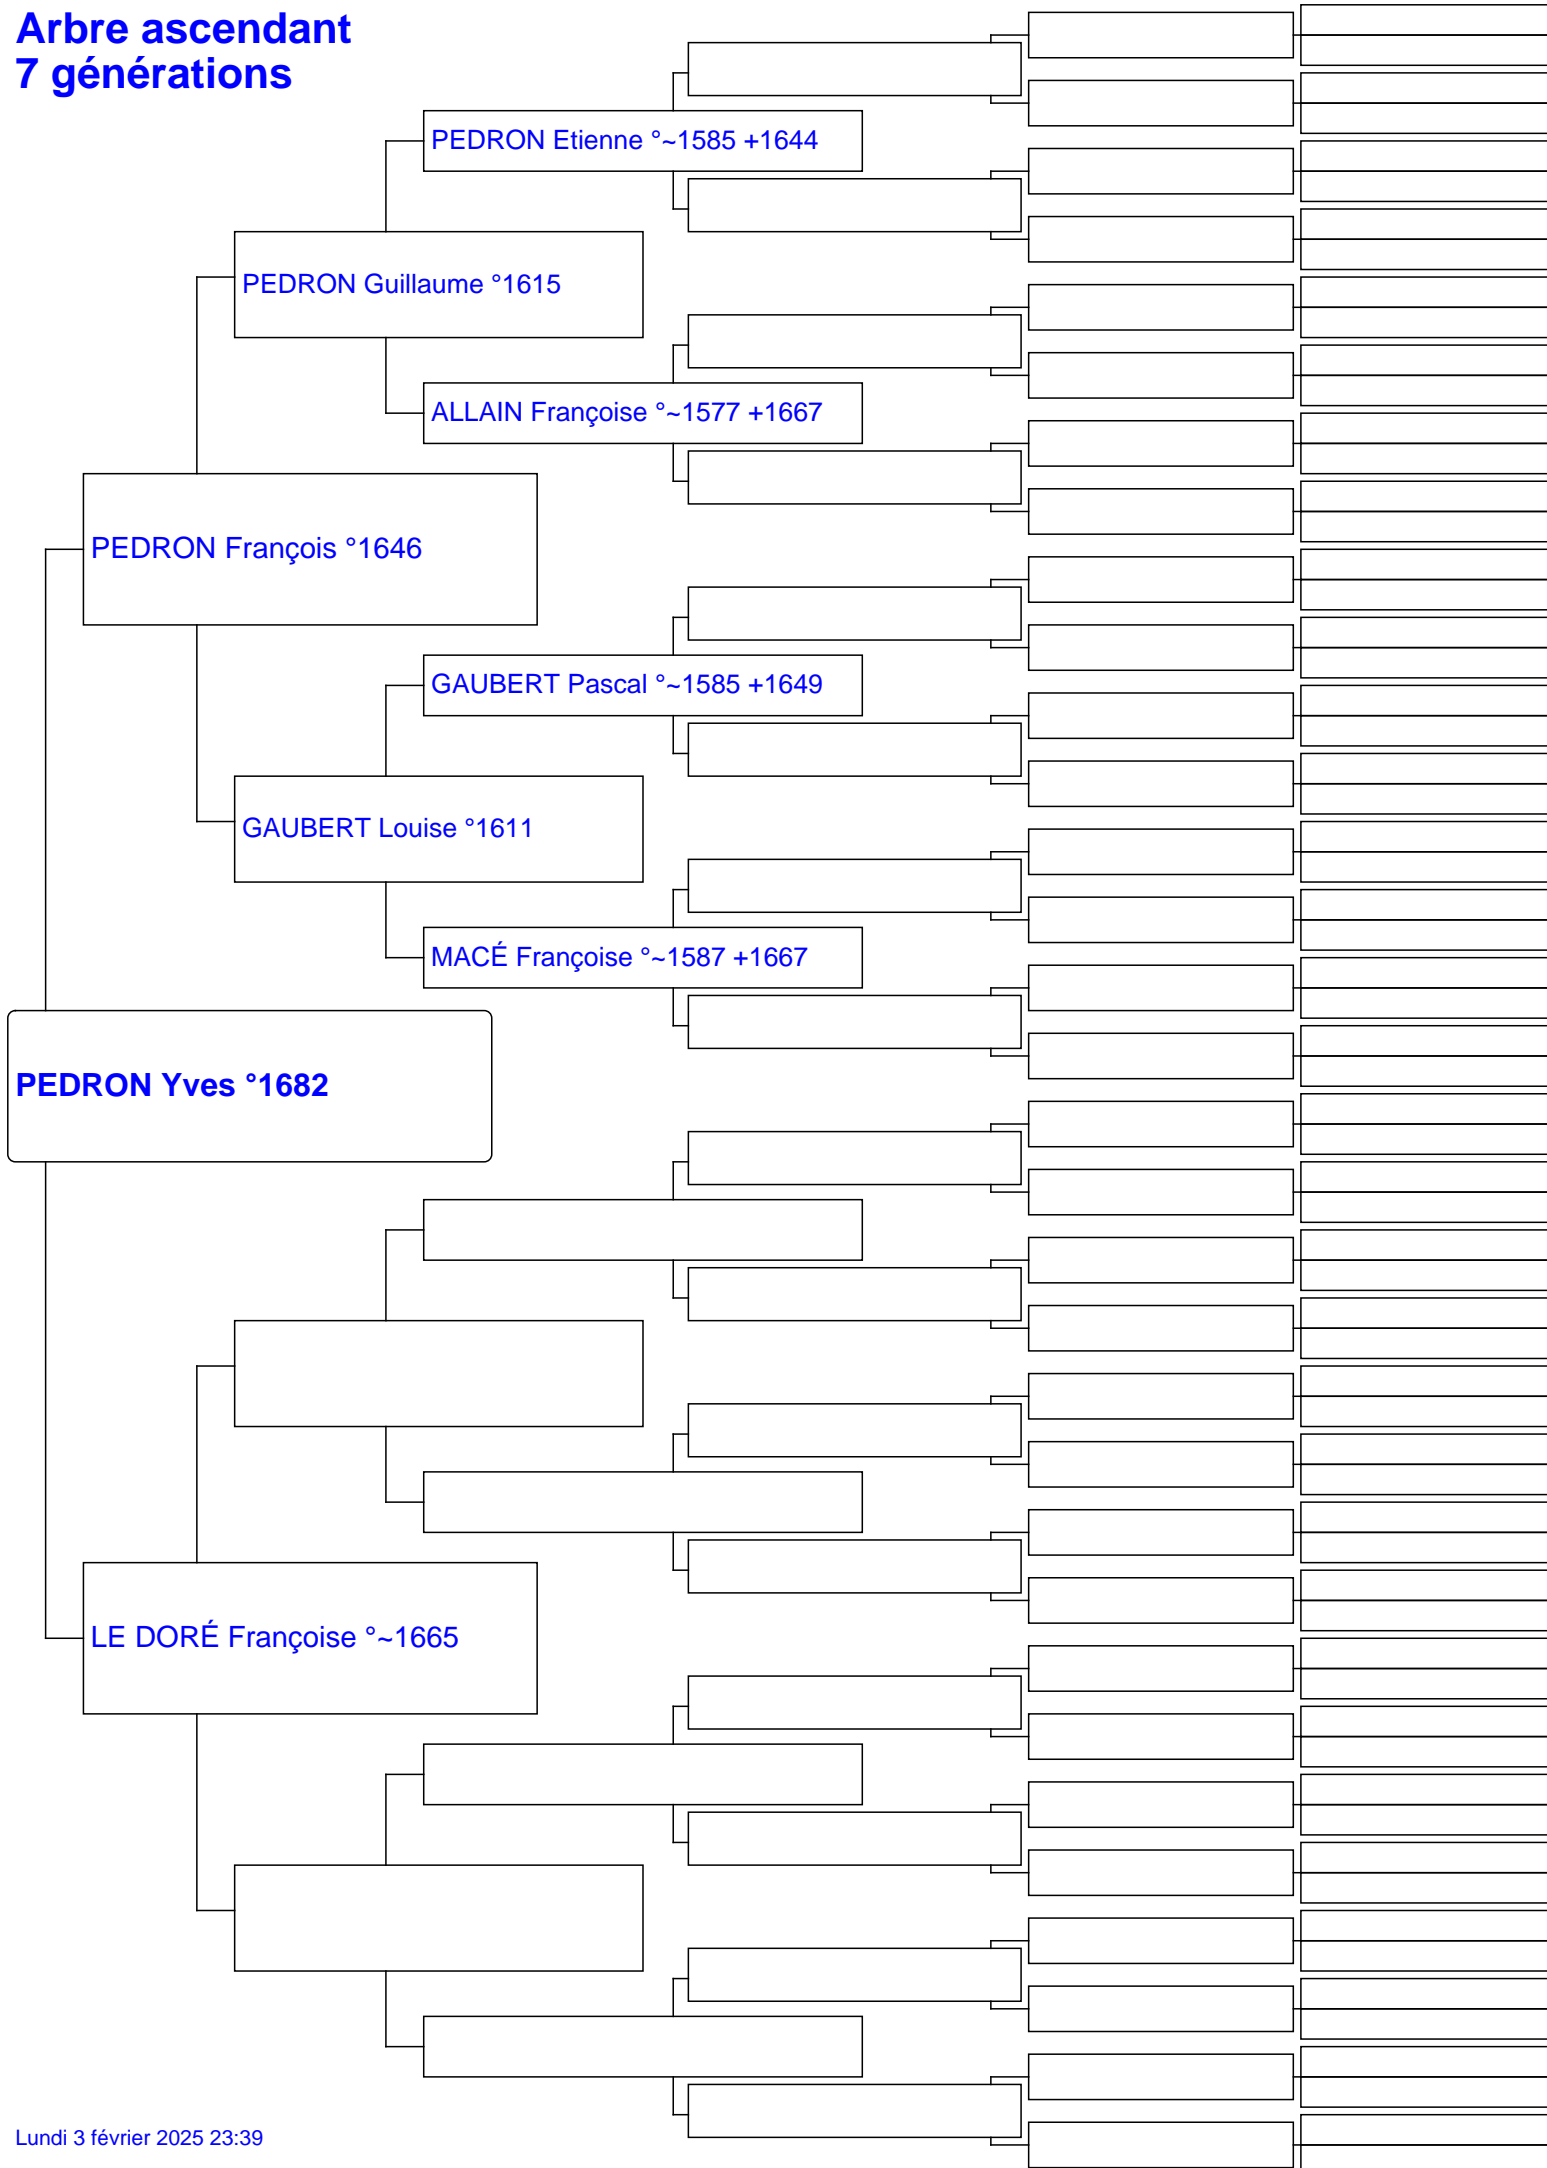 Arbre ascendant
7 générations
PEDRON Etienne °~1585 +1644
PEDRON Guillaume °1615
ALLAIN Françoise °~1577 +1667
PEDRON François °1646
GAUBERT Pascal °~1585 +1649
GAUBERT Louise °1611
MACÉ Françoise °~1587 +1667
PEDRON Yves °1682
LE DORÉ Françoise °~1665
Lundi 3 février 2025 23:39